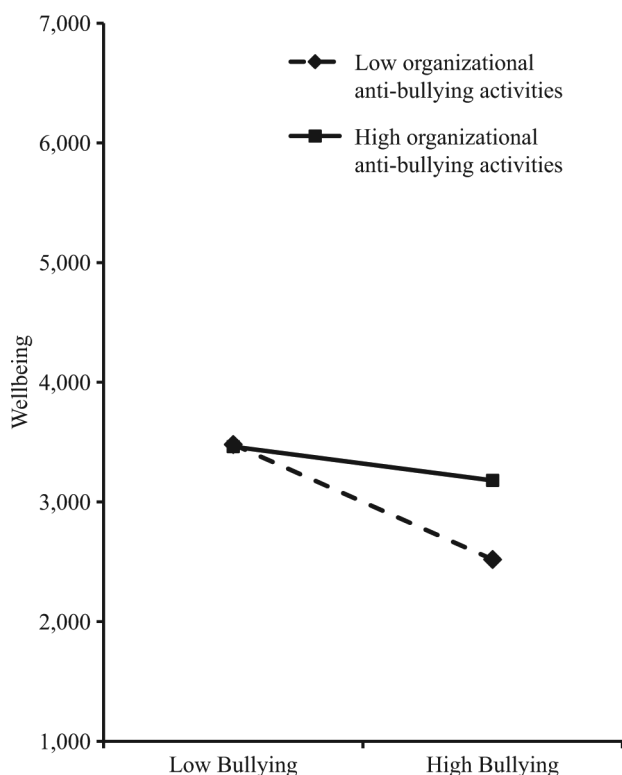 7,000
6,000
5,000
4,000
3,000
2,000
1,000
Wellbeing
Low organizational
anti-bullying activities
High organizational
anti-bullying activities
Low Bullying
High Bullying